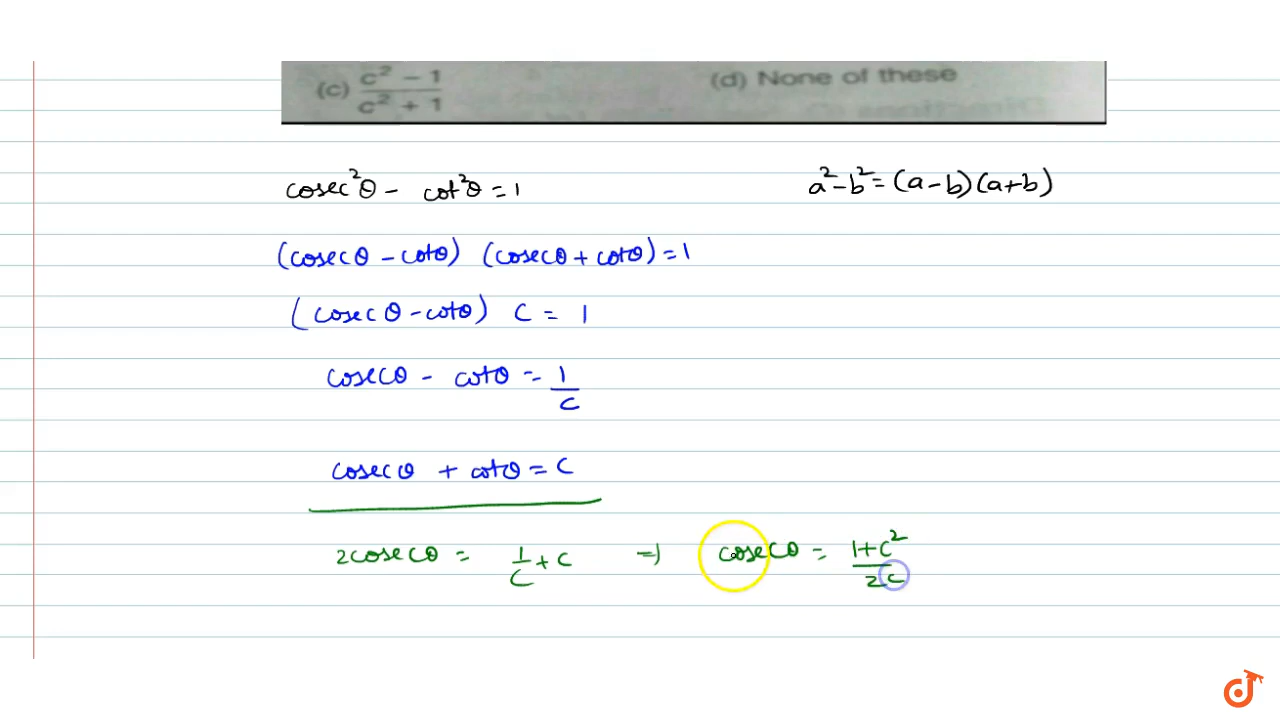 (c) c² − 1 / c² + 1 (d) None of these
cosec²θ − cot²θ = 1 a² − b² = (a − b)(a + b)
(cosecθ − cotθ) (cosecθ + cotθ) = 1
(cosecθ − cotθ) c = 1
cosecθ − cotθ = 1/c
cosecθ + cotθ = c
2cosecθ = 1/c + c ⇒ cosecθ = 1+c²/2c